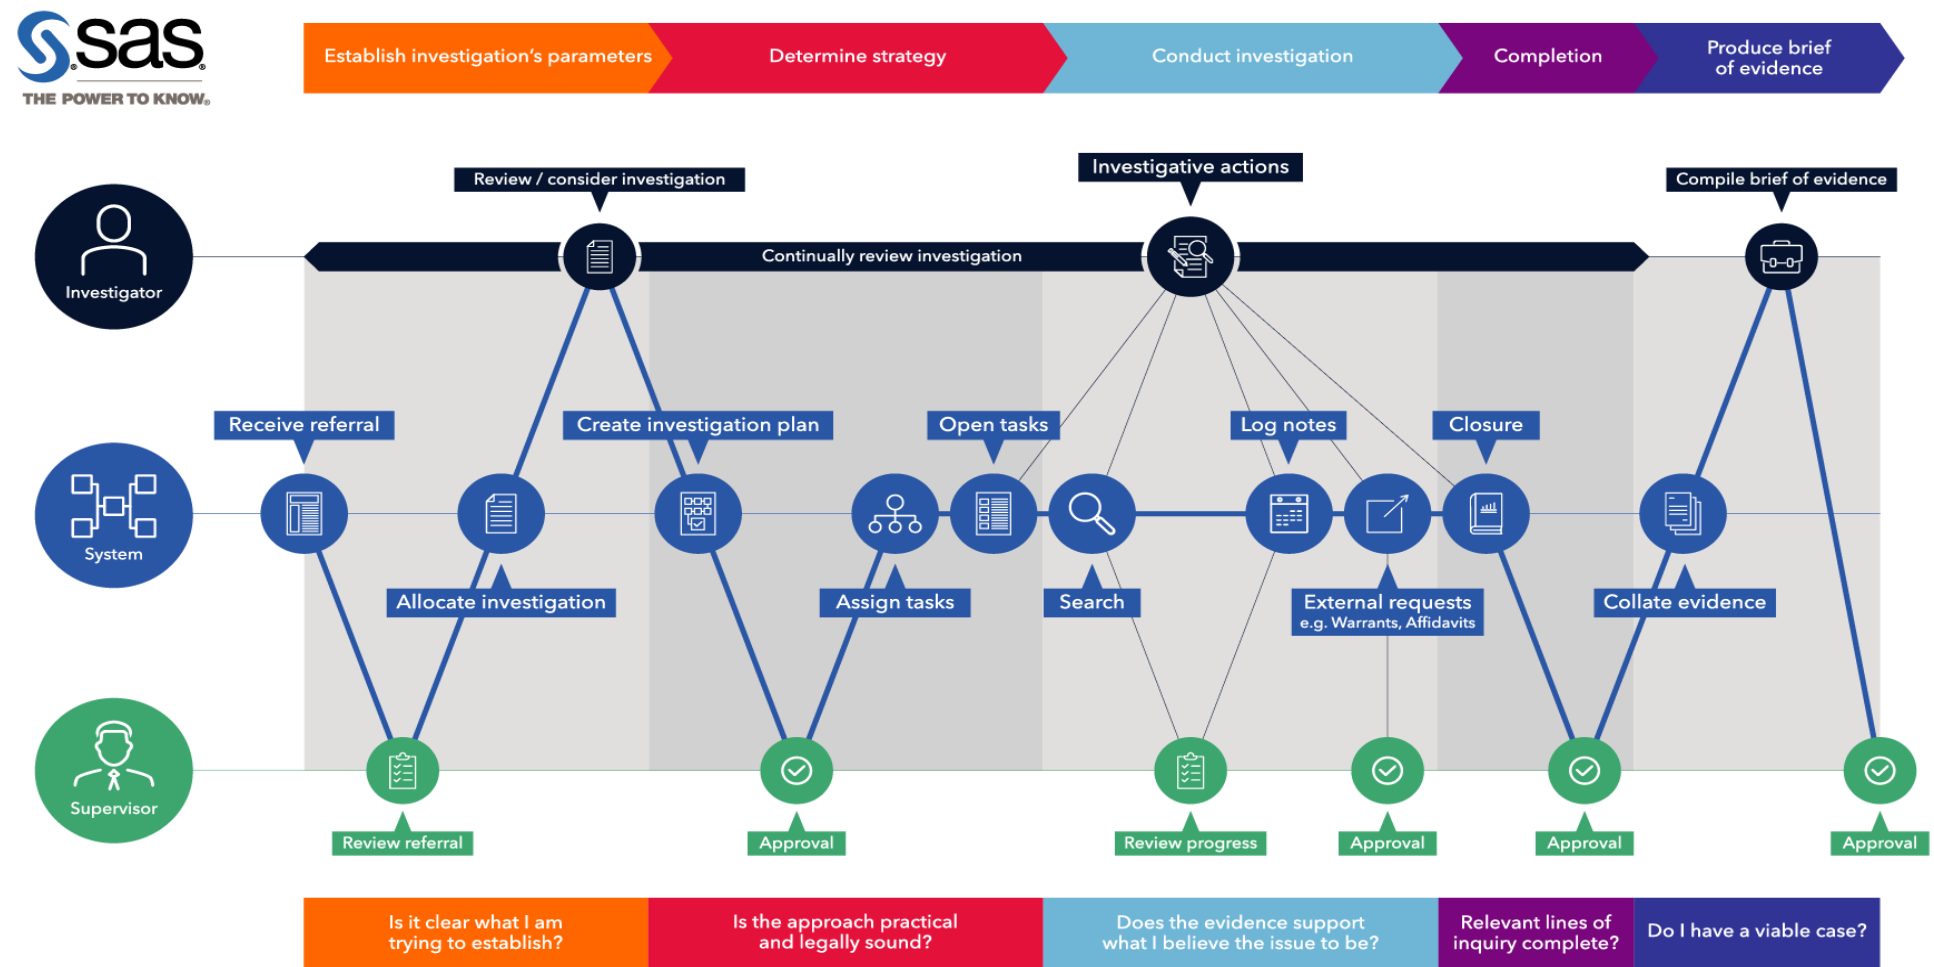 sas
THE POWER TO KNOW®
Establish investigation's parameters
Determine strategy
Conduct investigation
Completion
Produce brief
of evidence
Review / consider investigation
Investigative actions
Compile brief of evidence
Continually review investigation
Investigator
Receive referral
Create investigation plan
Open tasks
Log notes
Closure
System
Allocate investigation
Assign tasks
Search
External requests
e.g. Warrants, Affidavits
Collate evidence
Supervisor
Review referral
Approval
Review progress
Approval
Approval
Approval
Is it clear what I am
trying to establish?
Is the approach practical
and legally sound?
Does the evidence support
what I believe the issue to be?
Relevant lines of
inquiry complete?
Do I have a viable case?